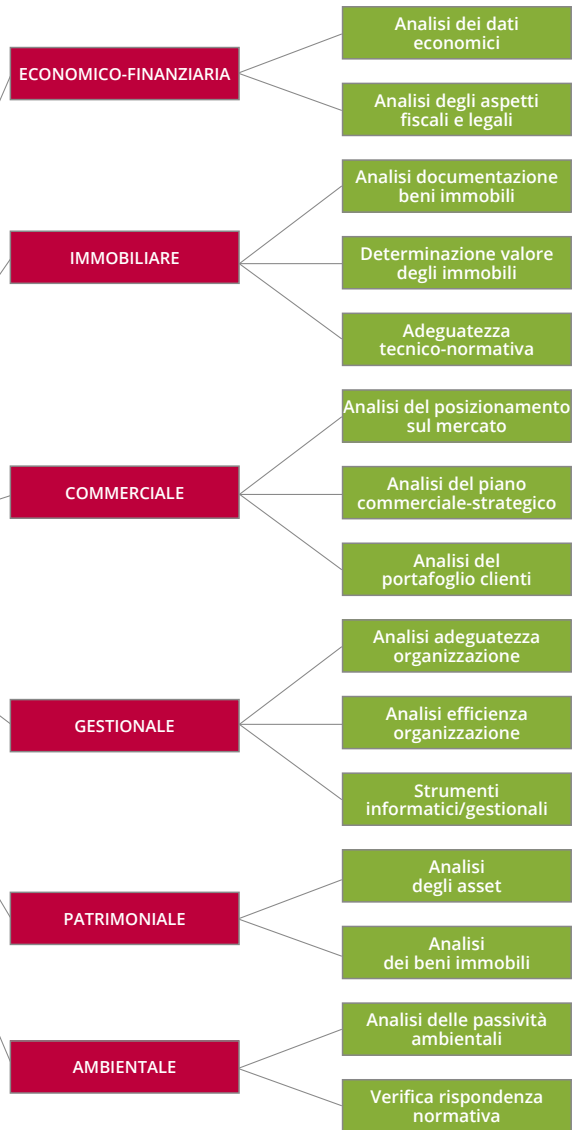 ECONOMICO-FINANZIARIA
Analisi dei dati
economici
Analisi degli aspetti
fiscali e legali
IMMOBILIARE
Analisi documentazione
beni immobili
Determinazione valore
degli immobili
Adeguatezza
tecnico-normativa
COMMERCIALE
Analisi del posizionamento
sul mercato
Analisi del piano
commerciale-strategico
Analisi del
portafoglio clienti
GESTIONALE
Analisi adeguatezza
organizzazione
Analisi efficienza
organizzazione
Strumenti
informatici/gestionali
PATRIMONIALE
Analisi
degli asset
Analisi
dei beni immobili
AMBIENTALE
Analisi delle passività
ambientali
Verifica rispondenza
normativa